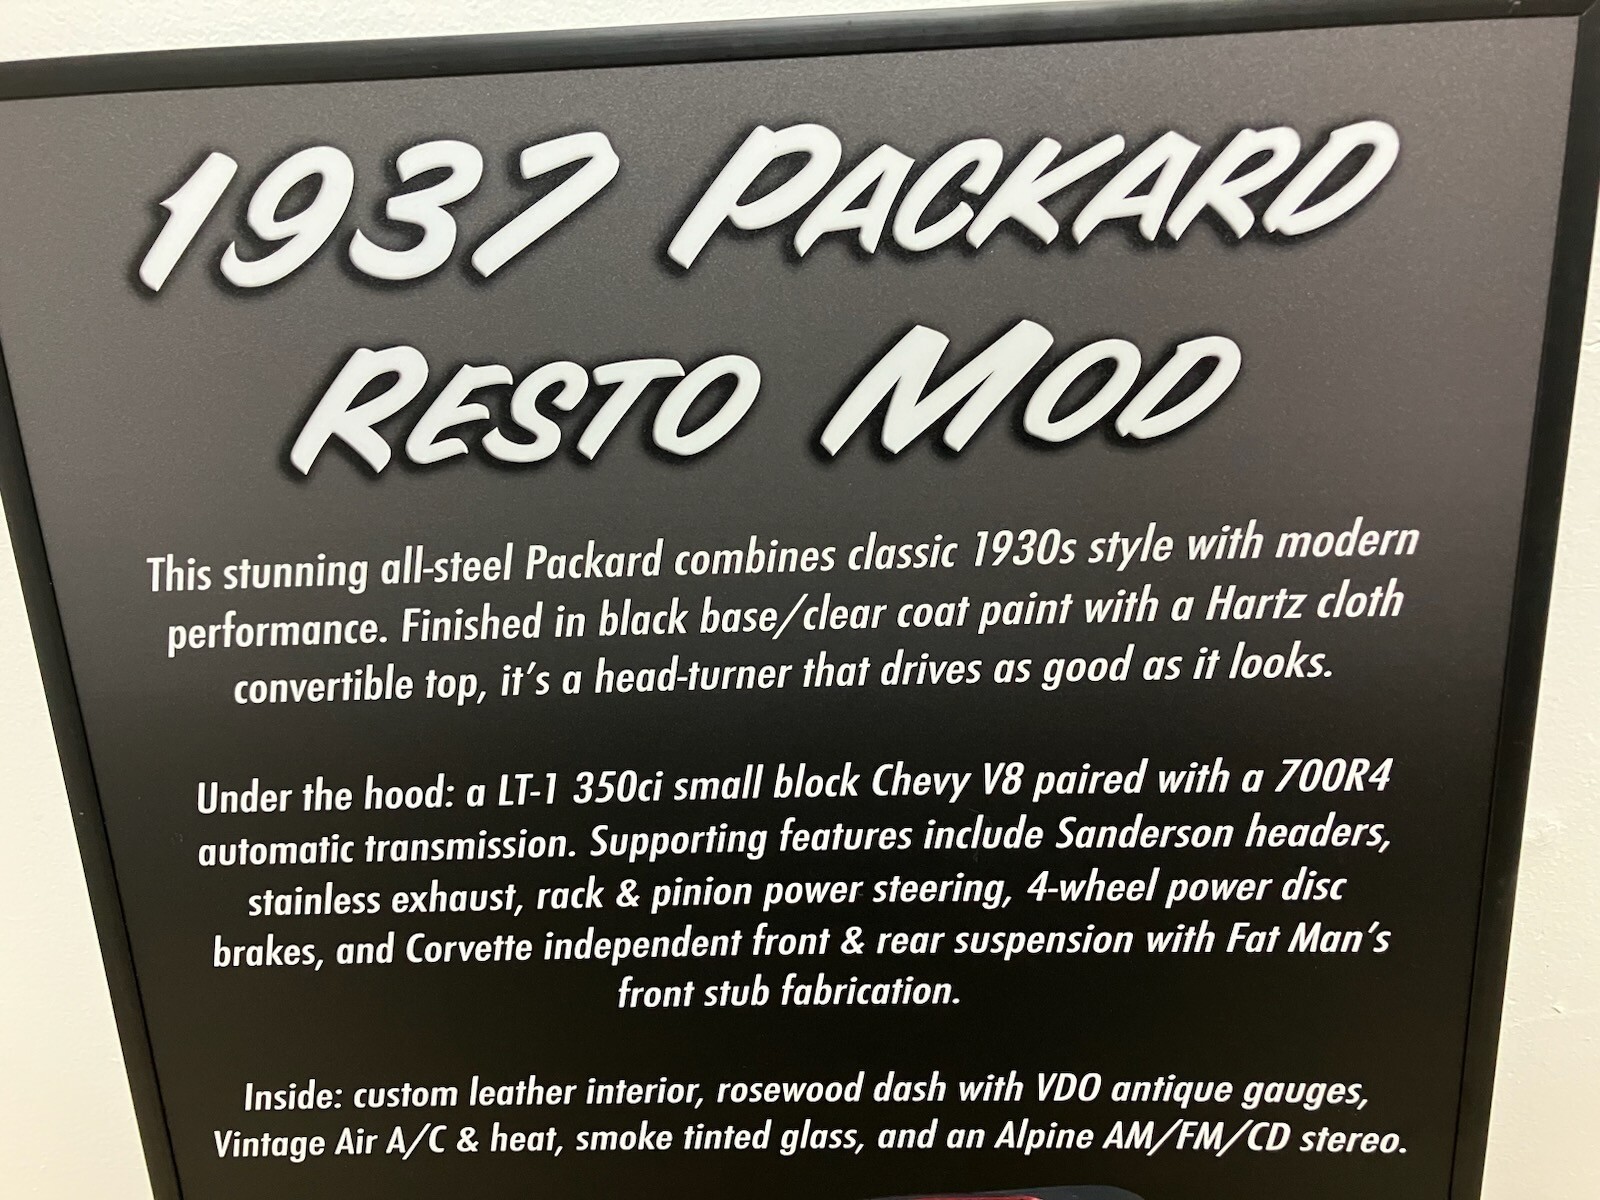 1937 PACKARD
RESTO MOD
This stunning all-steel Packard combines classic 1930s style with modern
performance. Finished in black base/clear coat paint with a Hartz cloth
convertible top, it's a head-turner that drives as good as it looks.
Under the hood: a LT-1 350ci small block Chevy V8 paired with a 700R4
automatic transmission. Supporting features include Sanderson headers,
stainless exhaust, rack & pinion power steering, 4-wheel power disc
brakes, and Corvette independent front & rear suspension with Fat Man's
front stub fabrication.
Inside: custom leather interior, rosewood dash with VDO antique gauges,
Vintage Air A/C & heat, smoke tinted glass, and an Alpine AM/FM/CD stereo.